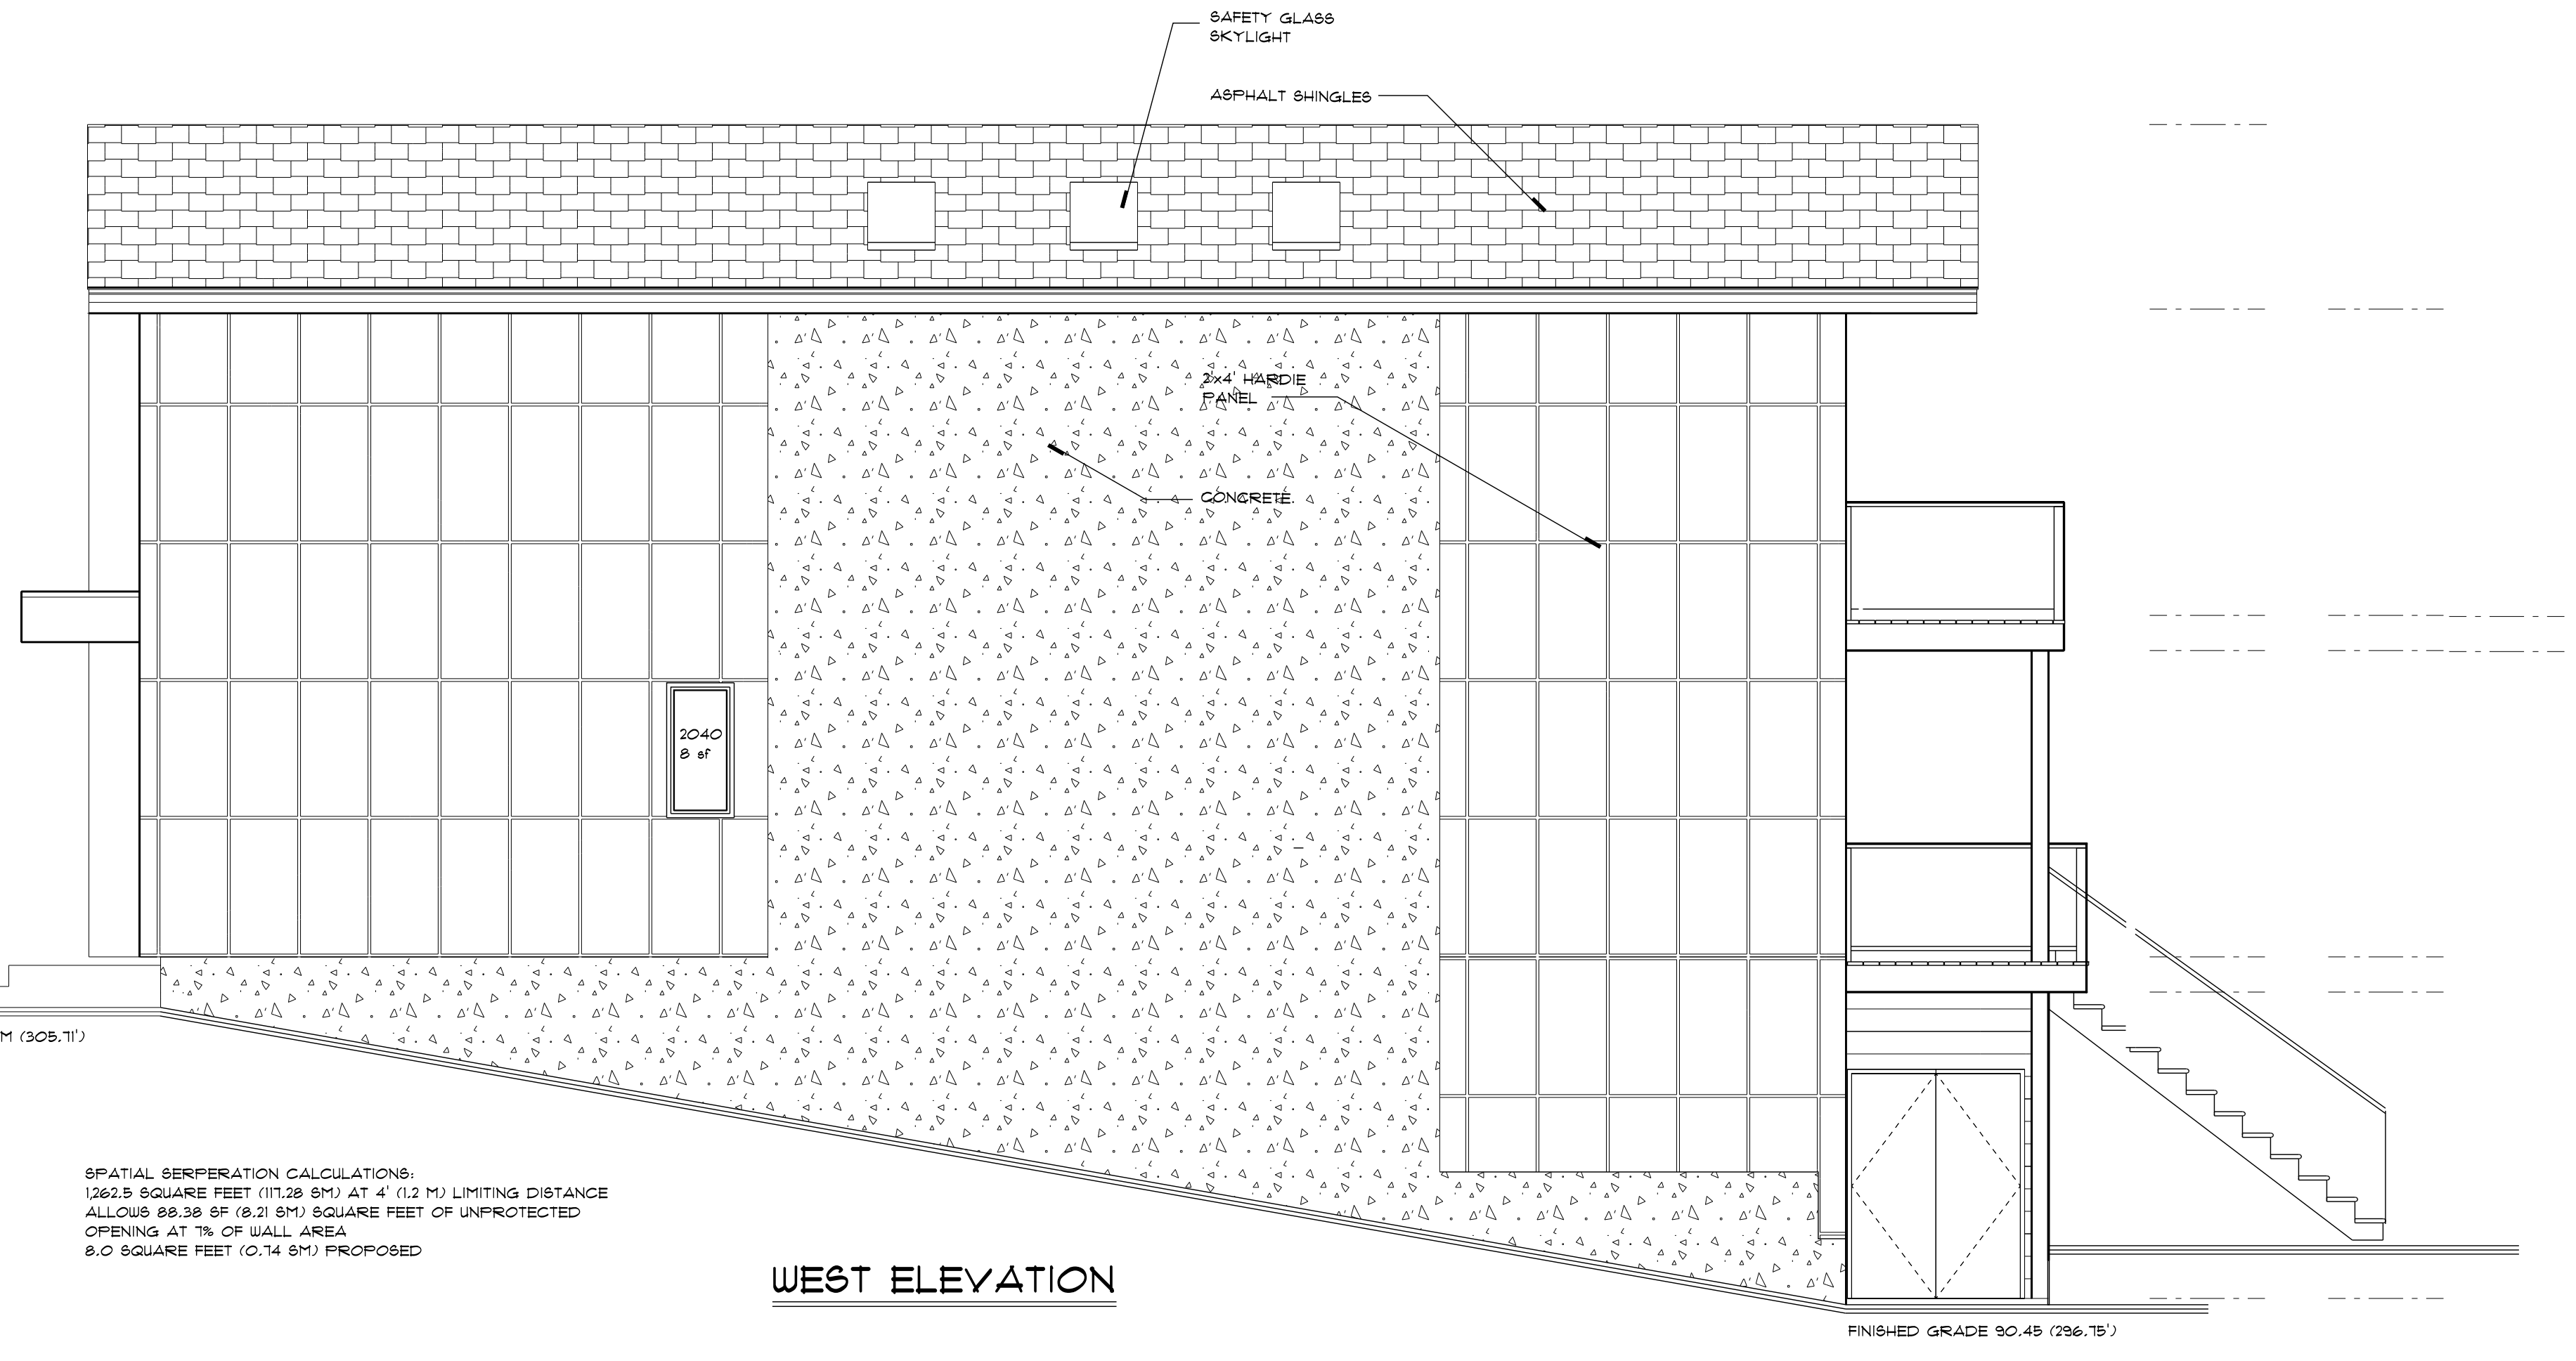 SAFETY GLASS
SKYLIGHT
ASPHALT SHINGLES
2'x4' HARDIE
PANEL
CONCRETE
2040
8 sf
M (305.71')
SPATIAL SERPERATION CALCULATIONS:
1,262.5 SQUARE FEET (117.28 SM) AT 4' (1.2 M) LIMITING DISTANCE
ALLOWS 88.38 SF (8.21 SM) SQUARE FEET OF UNPROTECTED
OPENING AT 7% OF WALL AREA
8.0 SQUARE FEET (0.74 SM) PROPOSED
WEST ELEVATION
FINISHED GRADE 90.45 (296.75')